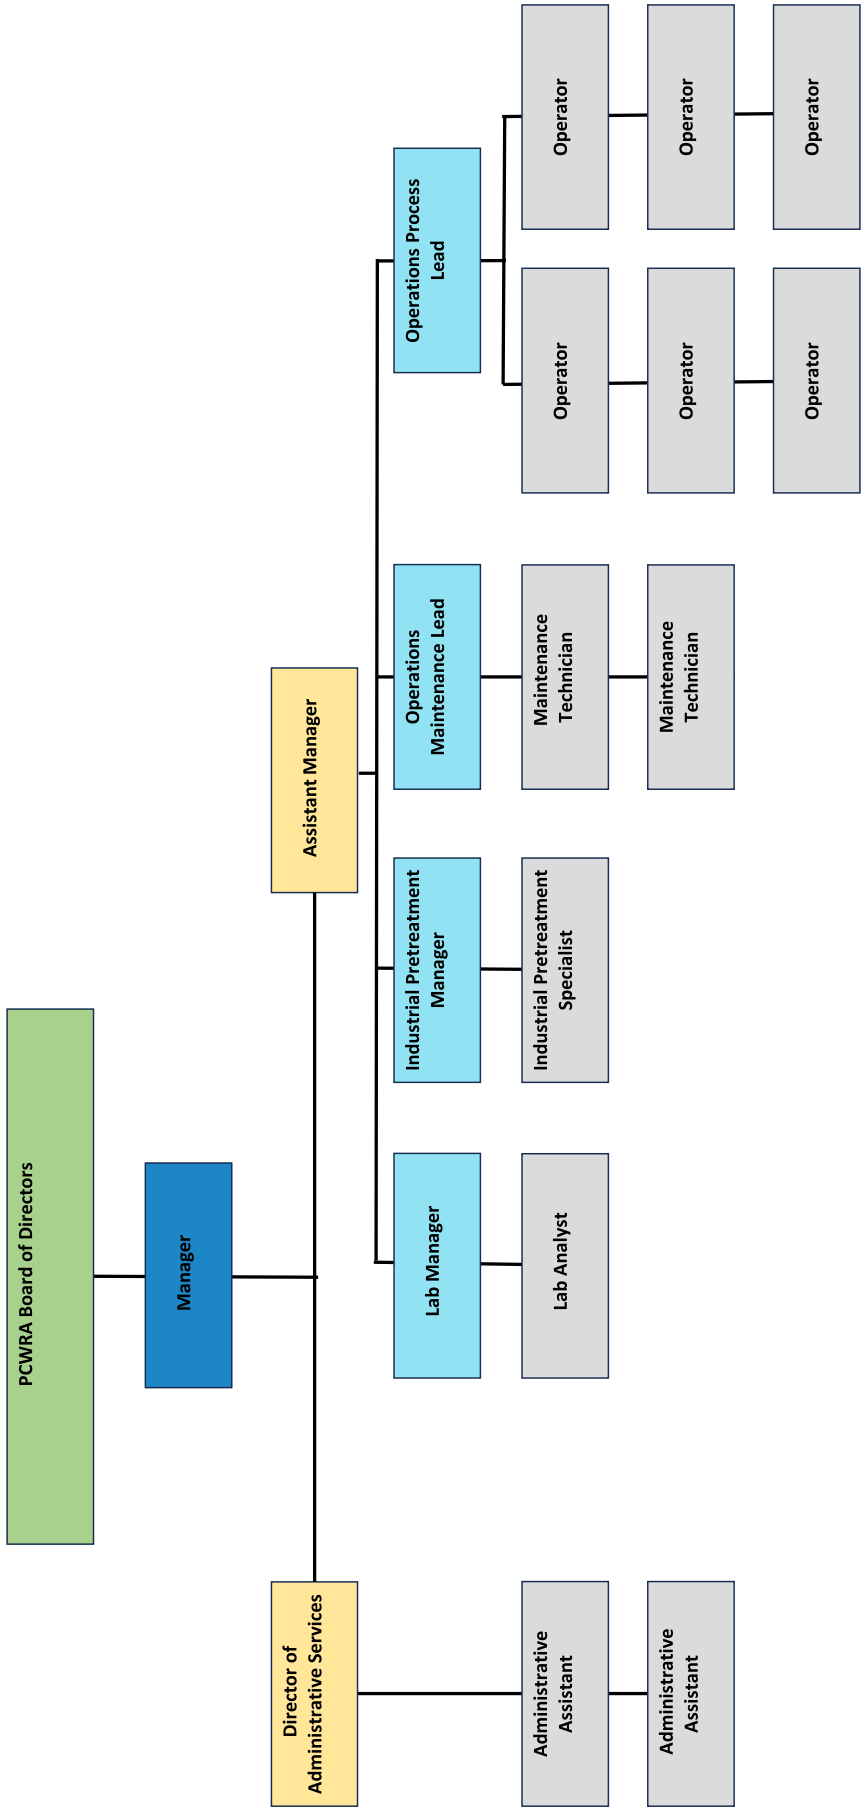 PCWRA Board of Directors
Manager
Director of
Administrative Services
Assistant Manager
Lab Manager
Industrial Pretreatment
Manager
Operations
Maintenance Lead
Operations Process
Lead
Administrative
Assistant
Lab Analyst
Industrial Pretreatment
Specialist
Maintenance
Technician
Operator
Operator
Administrative
Assistant
Maintenance
Technician
Operator
Operator
Operator
Operator